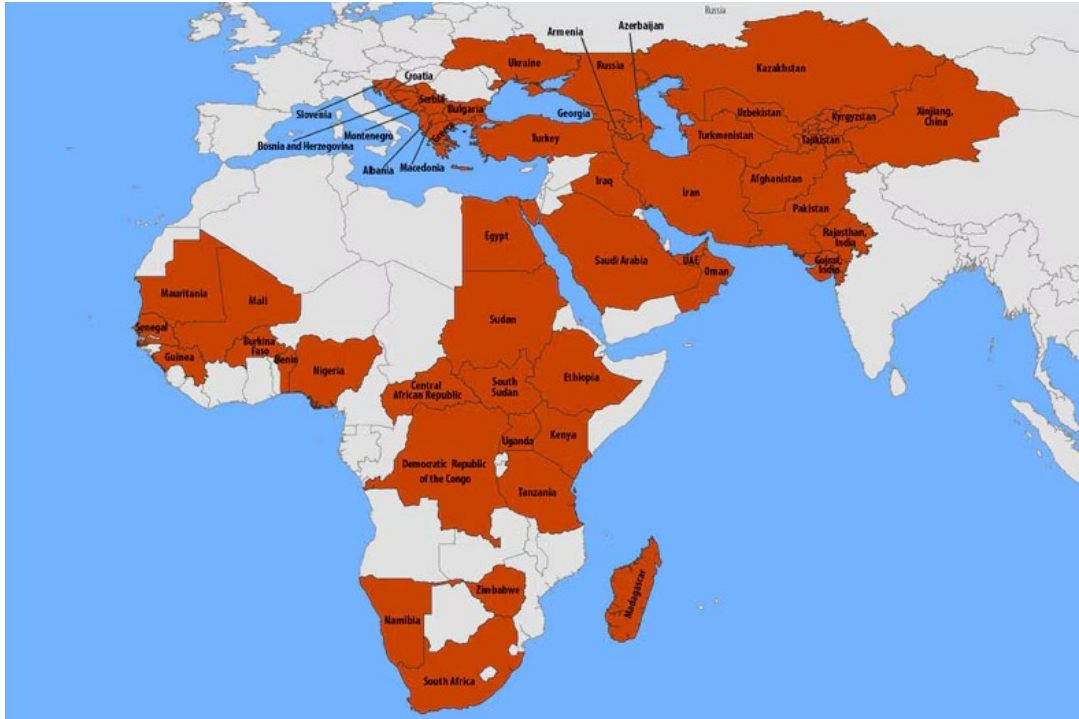 Russia
Azerbaijan
Armenia
Ukraine
Russia
Kazakhstan
Croatia
Serbia
Slovenia
Bulgaria
Georgia
Uzbekistan
Kyrgyzstan
Xinjiang,
China
Montenegro
Bosnia and Herzegovina
Greece
Turkey
Turkmenistan
Tajikistan
Albania
Macedonia
Iraq
Iran
Afghanistan
Pakistan
Egypt
Rajasthan,
India
Saudi Arabia
UAE
Oman
Gujrat,
India
Mauritania
Mali
Sudan
Senegal
Burkina
Faso
Guinea
Benin
Nigeria
Central
African Republic
South
Sudan
Ethiopia
Uganda
Kenya
Democratic Republic
of the Congo
Tanzania
Zimbabwe
Madagascar
Namibia
South Africa